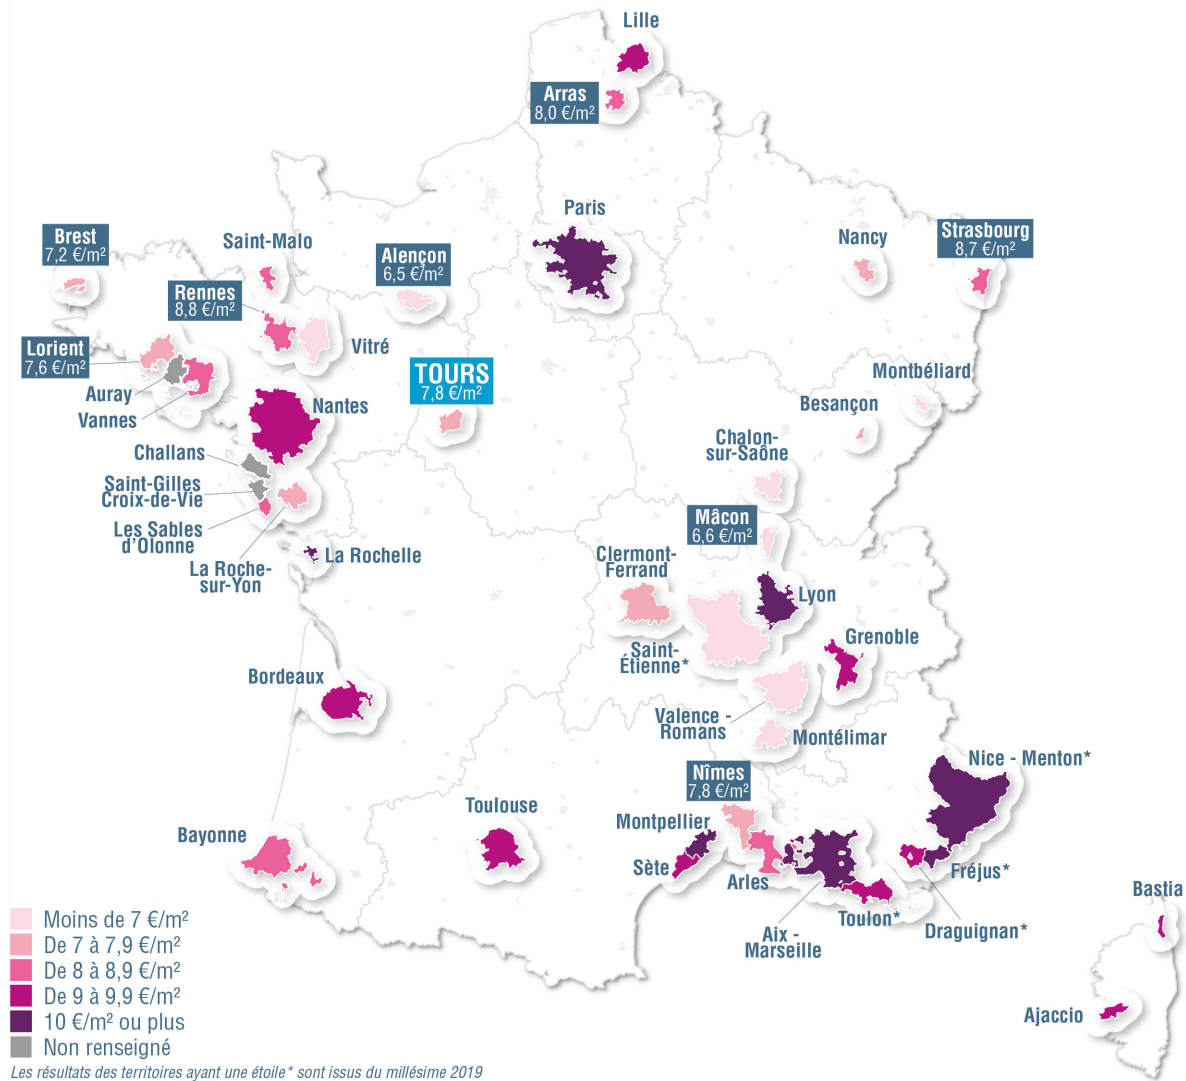 Lille
Arras
8,0 €/m²
Paris
Brest
7,2 €/m²
Saint-Malo
Alençon
6,5 €/m²
Nancy
Strasbourg
8,7 €/m²
Rennes
8,8 €/m²
Vitré
Lorient
7,6 €/m²
TOURS
7,8 €/m²
Auray
Vannes
Nantes
Montbéliard
Besançon
Challans
Chalon-
sur-Saône
Saint-Gilles
Croix-de-Vie
Les Sables
d'Olonne
La Roche-
sur-Yon
La Rochelle
Mâcon
6,6 €/m²
Clermont-
Ferrand
Lyon
Saint-
Étienne*
Grenoble
Bordeaux
Valence -
Romans
Montélimar
Nîmes
7,8 €/m²
Nice - Menton*
Toulouse
Montpellier
Bayonne
Sète
Arles
Fréjus*
Toulon*
Draguignan*
Aix -
Marseille
Bastia
Ajaccio
Moins de 7 €/m²
De 7 à 7,9 €/m²
De 8 à 8,9 €/m²
De 9 à 9,9 €/m²
10 €/m² ou plus
Non renseigné
Les résultats des territoires ayant une étoile* sont issus du millésime 2019